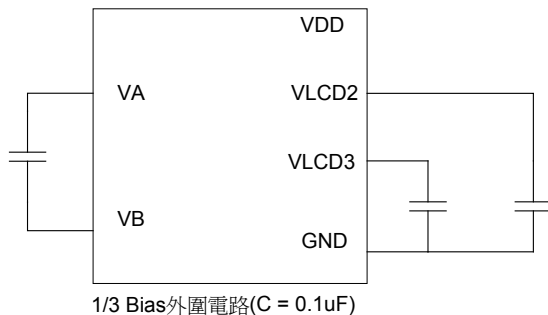 VDD
VA
VLCD2
VLCD3
VB
GND
1/3 Bias外圍電路(C = 0.1uF)